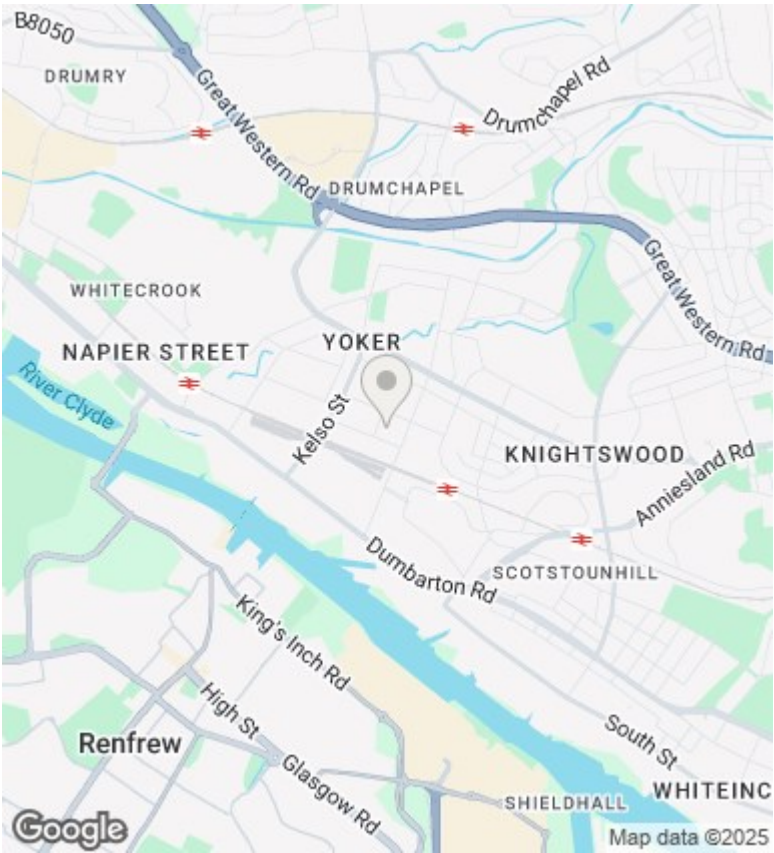 B8050
DRUMRY
Great Western Rd
Drumchapel Rd
DRUMCHAPEL
WHITECROOK
Great Western Rd
NAPIER STREET
YOKER
River Clyde
Kelso St
KNIGHTSWOOD
Anniesland Rd
Dumbarton Rd
SCOTSTOUNHILL
King's Inch Rd
High St
Renfrew
Glasgow Rd
South St
WHITEINC
SHIELDHALL
Google
Map data ©2025